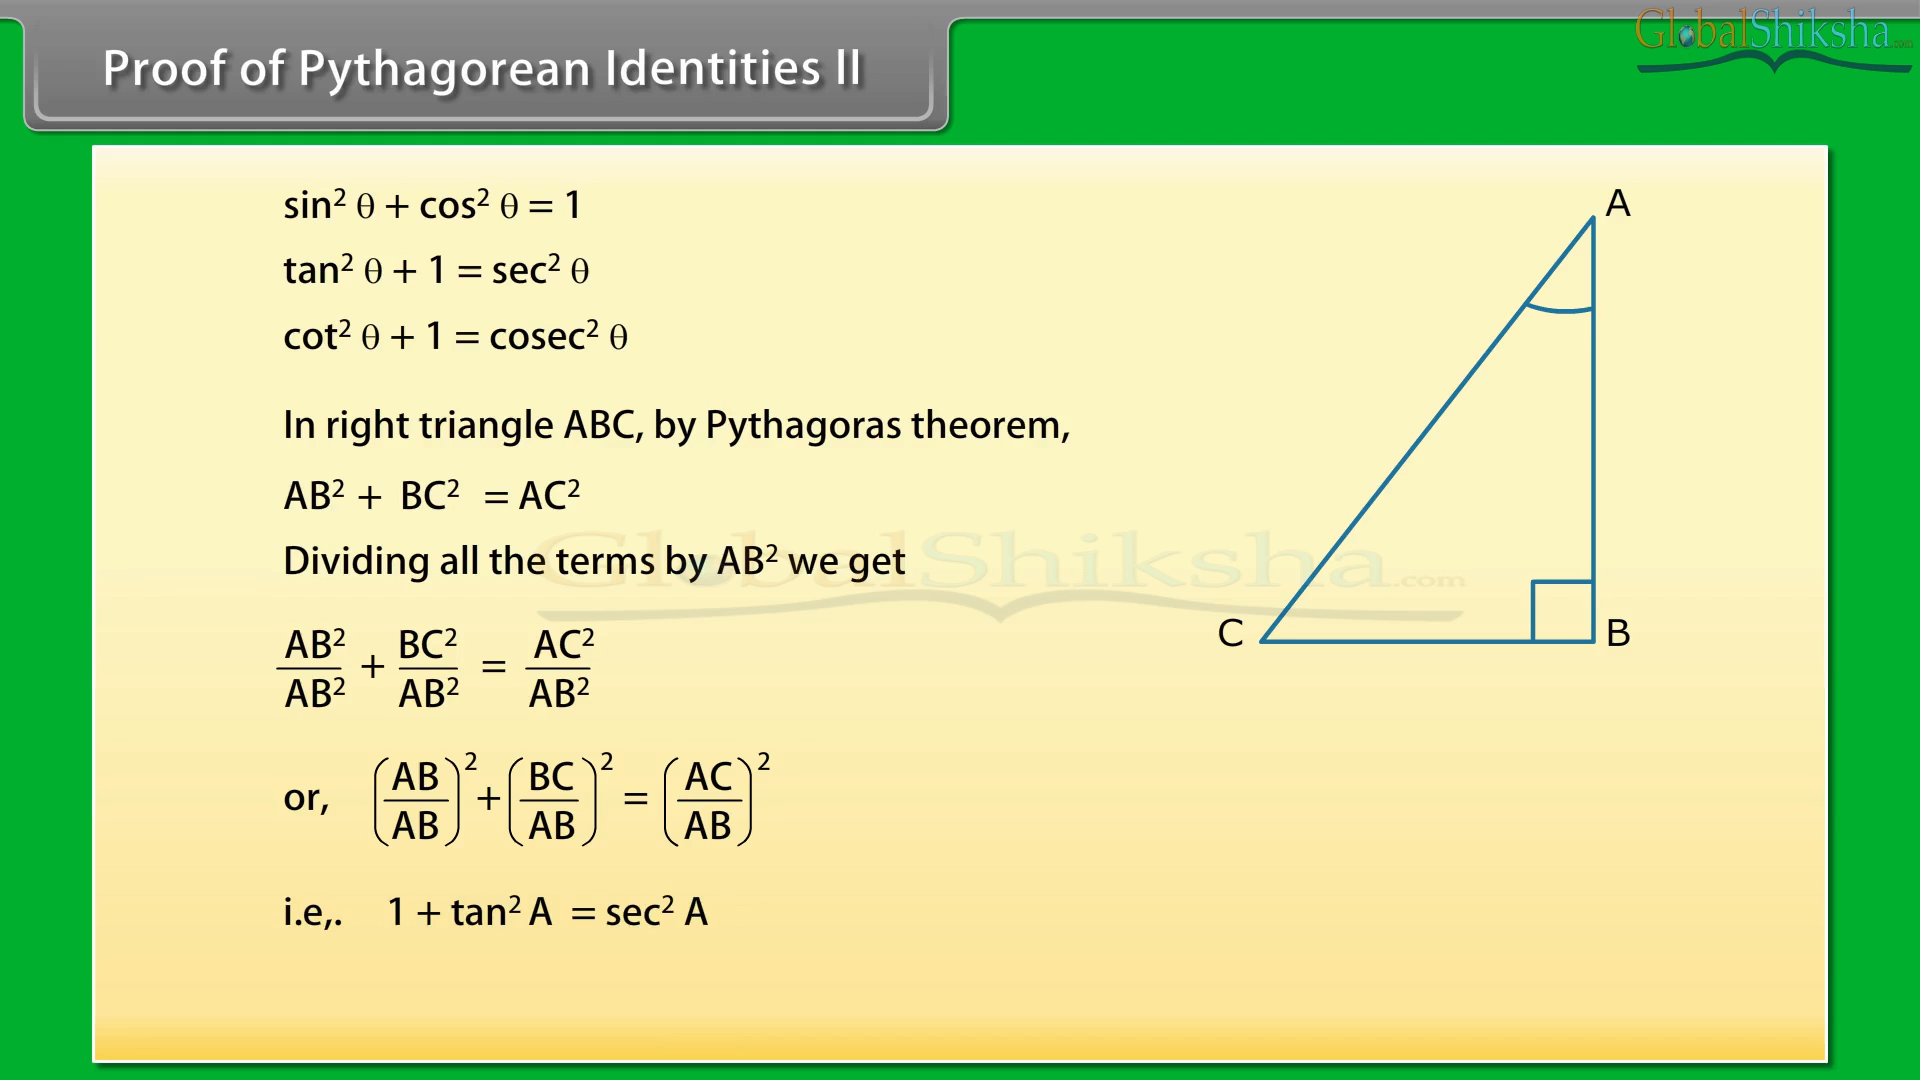 Proof of Pythagorean Identities II
GlobalShiksha.com
sin² θ + cos² θ = 1
tan² θ + 1 = sec² θ
cot² θ + 1 = cosec² θ
In right triangle ABC, by Pythagoras theorem,
AB² + BC² = AC²
Dividing all the terms by AB² we get
AB²/AB² + BC²/AB² = AC²/AB²
or, (AB/AB)² + (BC/AB)² = (AC/AB)²
i.e,. 1 + tan² A = sec² A
A
C
B
GlobalShiksha.com